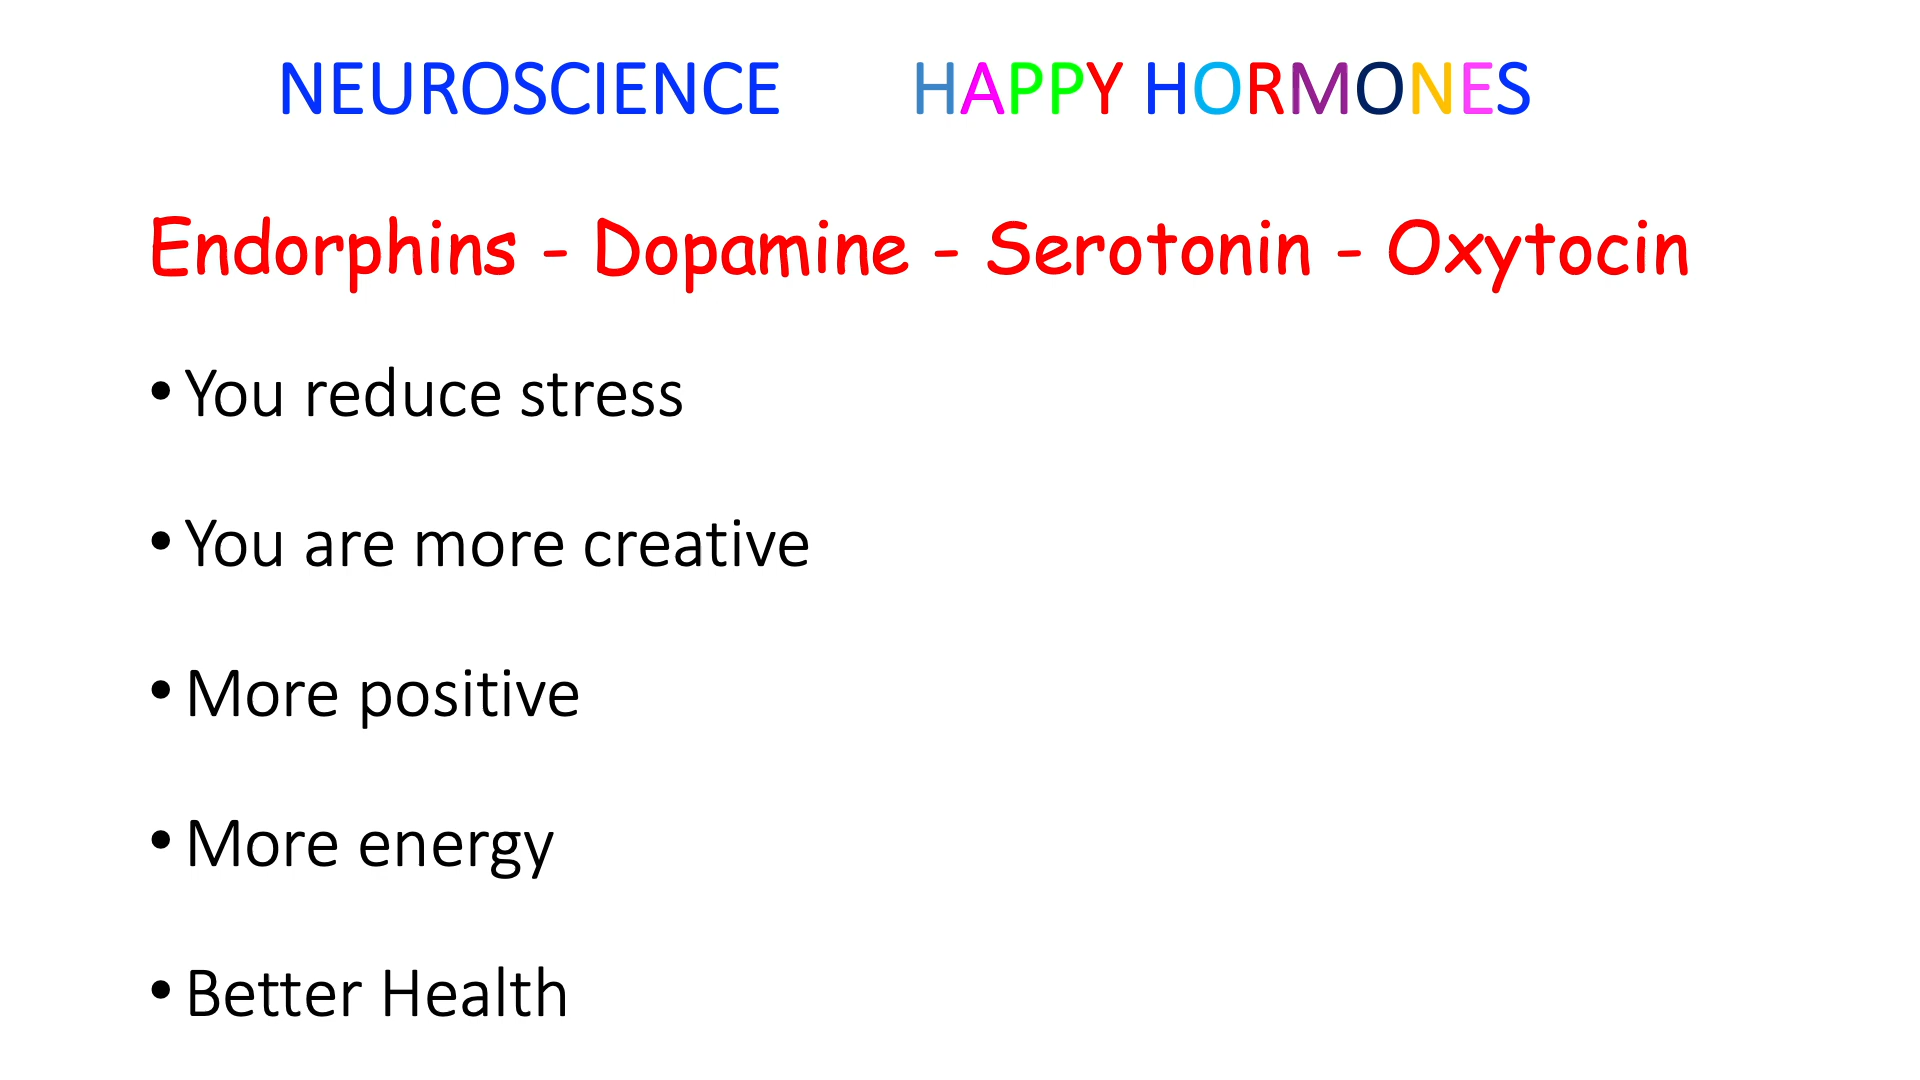 NEUROSCIENCE HAPPY HORMONES
Endorphins - Dopamine - Serotonin - Oxytocin
• You reduce stress
• You are more creative
• More positive
• More energy
• Better Health